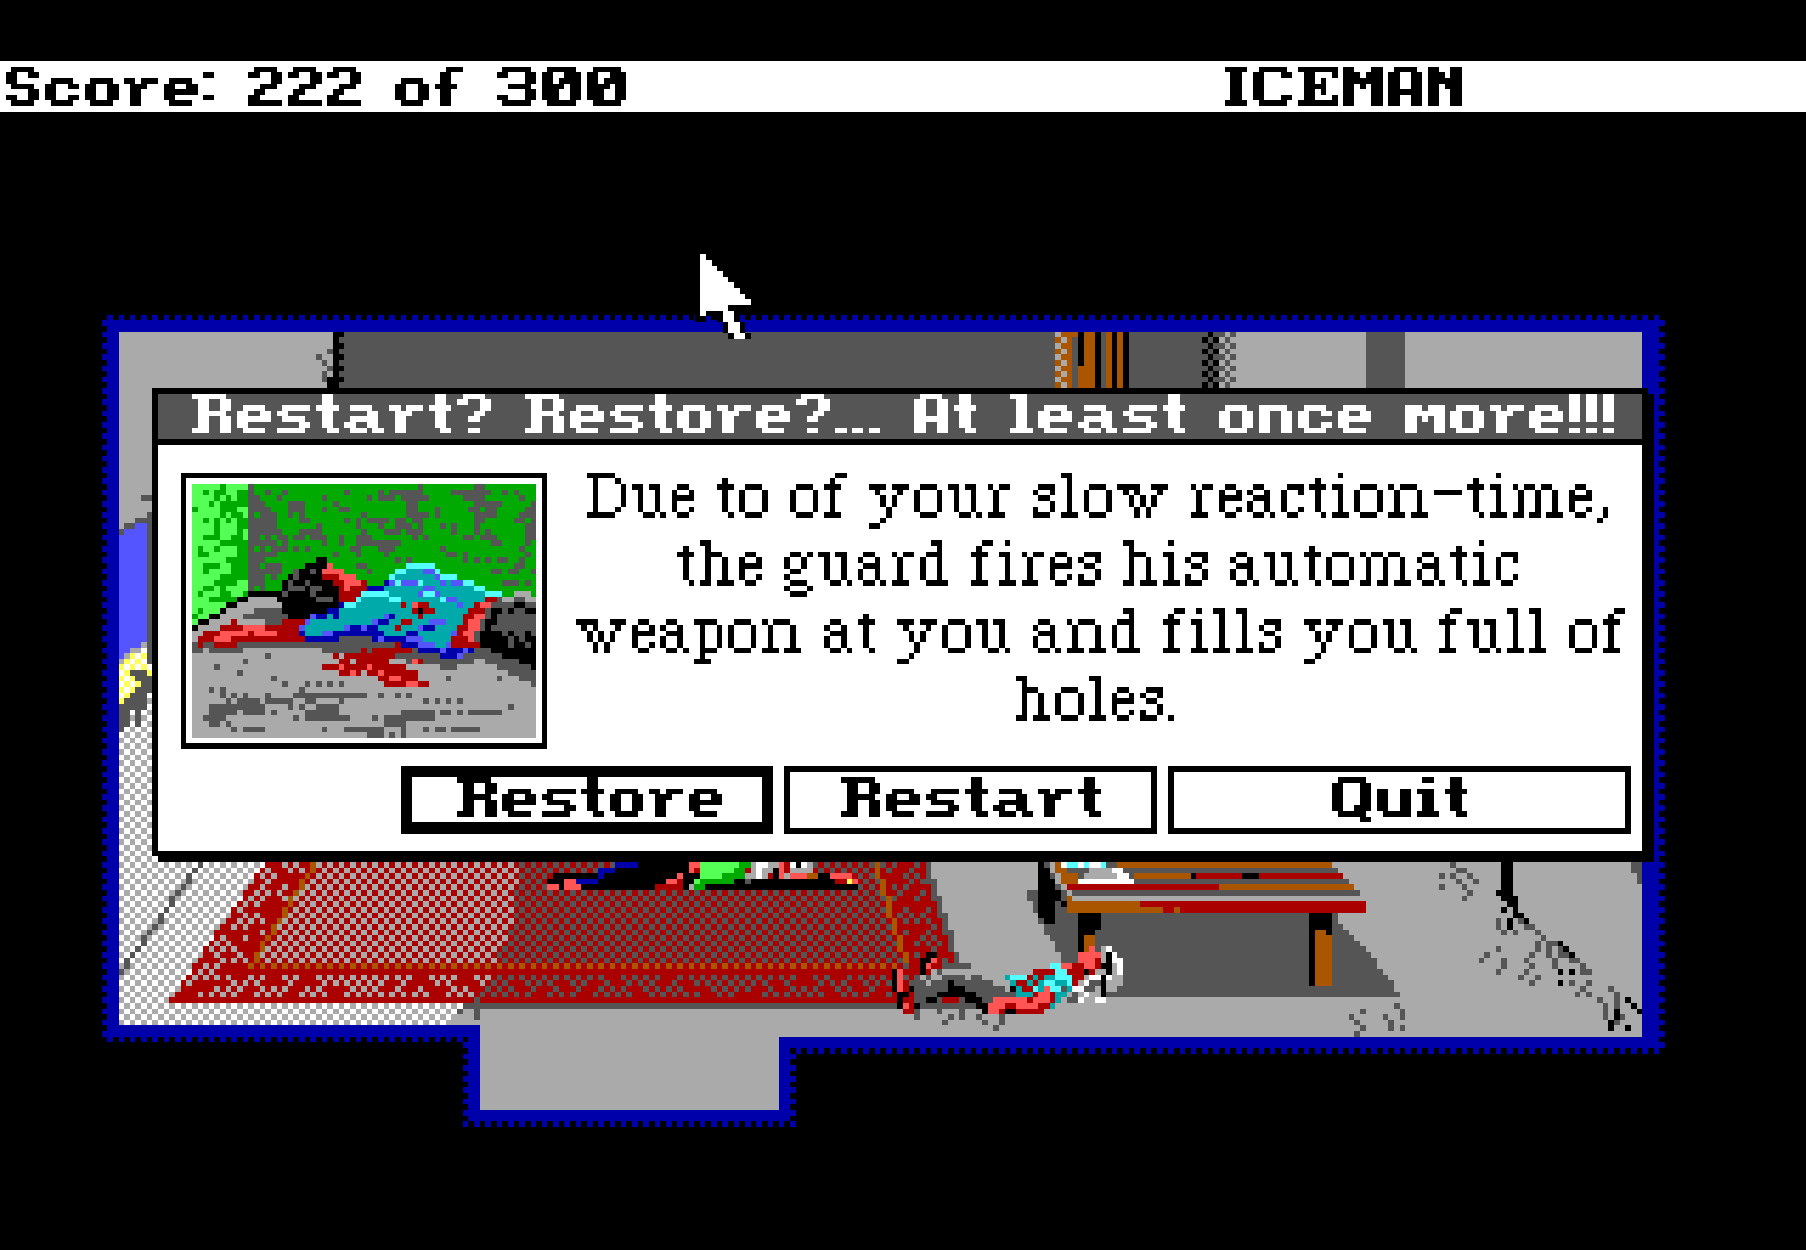 Score: 222 of 300 ICEMAN
Restart? Restore?... At least once more!!!
Due to of your slow reaction-time,
the guard fires his automatic
weapon at you and fills you full of
holes.
Restore Restart Quit